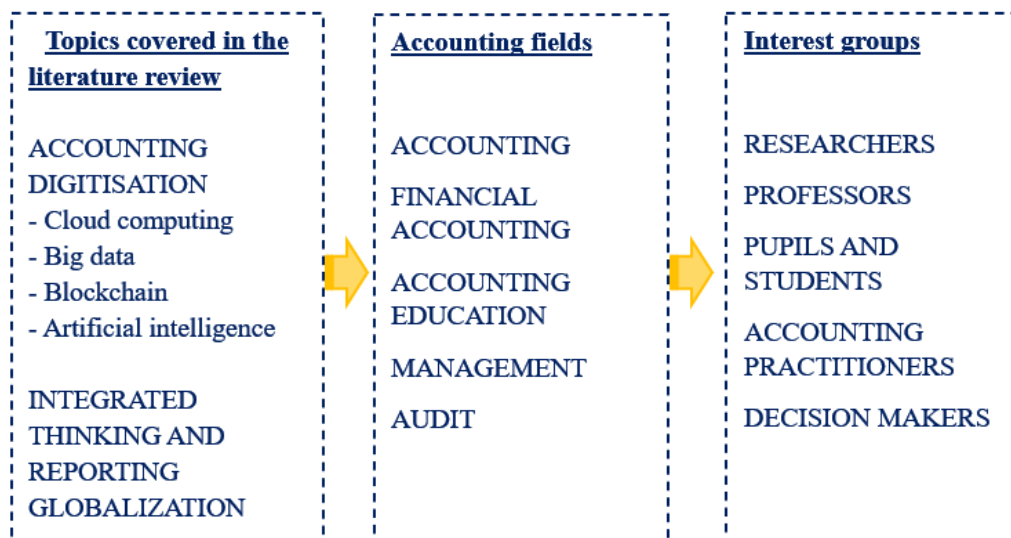 Topics covered in the
literature review
ACCOUNTING
DIGITISATION
- Cloud computing
- Big data
- Blockchain
- Artificial intelligence
INTEGRATED
THINKING AND
REPORTING
GLOBALIZATION
Accounting fields
ACCOUNTING
FINANCIAL
ACCOUNTING
ACCOUNTING
EDUCATION
MANAGEMENT
AUDIT
Interest groups
RESEARCHERS
PROFESSORS
PUPILS AND
STUDENTS
ACCOUNTING
PRACTITIONERS
DECISION MAKERS